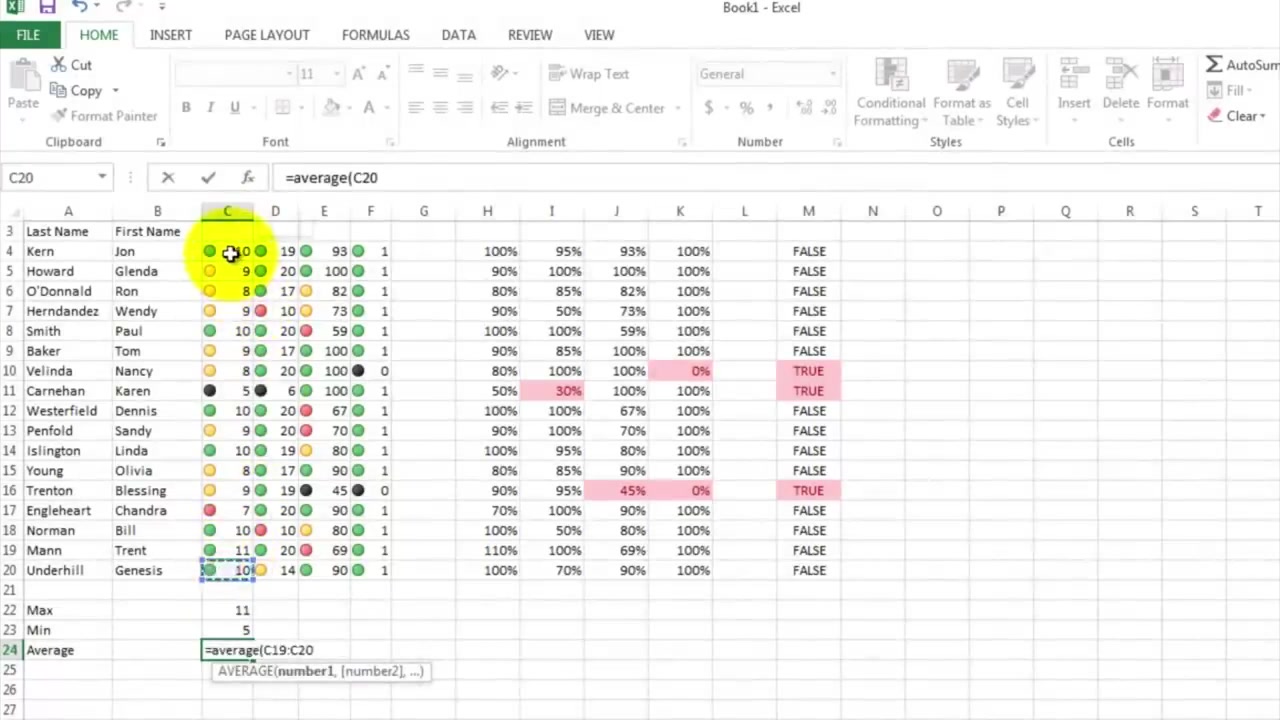 Book1 - Excel
FILE HOME INSERT PAGE LAYOUT FORMULAS DATA REVIEW VIEW
Cut
Copy
Format Painter
Paste
11 A A
B I U A
Wrap Text
Merge & Center
General
$ % ,
Conditional Formatting
Format as Table
Cell Styles
Insert Delete Format
AutoSum
Fill
Clear
Clipboard Font Alignment Number Styles Cells
C20 fx =average(C20
A B C D E F G H I J K L M N O P Q R S T
3 Last Name First Name
4 Kern Jon 10 19 93 1 100% 95% 93% 100% FALSE
5 Howard Glenda 9 20 100 1 90% 100% 100% 100% FALSE
6 O'Donnald Ron 8 17 82 1 80% 85% 82% 100% FALSE
7 Herndandez Wendy 9 10 73 1 90% 50% 73% 100% FALSE
8 Smith Paul 10 20 59 1 100% 100% 59% 100% FALSE
9 Baker Tom 9 17 100 1 90% 85% 100% 100% FALSE
10 Velinda Nancy 8 20 100 0 80% 100% 100% 0% TRUE
11 Carnehan Karen 5 6 100 1 50% 30% 100% 100% TRUE
12 Westerfield Dennis 10 20 67 1 100% 100% 67% 100% FALSE
13 Penfold Sandy 9 20 70 1 90% 100% 70% 100% FALSE
14 Islington Linda 10 19 80 1 100% 95% 80% 100% FALSE
15 Young Olivia 8 17 90 1 80% 85% 90% 100% FALSE
16 Trenton Blessing 9 19 45 0 90% 95% 45% 0% TRUE
17 Engleheart Chandra 7 20 90 1 70% 100% 90% 100% FALSE
18 Norman Bill 10 10 80 1 100% 50% 80% 100% FALSE
19 Mann Trent 11 20 69 1 110% 100% 69% 100% FALSE
20 Underhill Genesis 10 14 90 1 100% 70% 90% 100% FALSE
21
22 Max 11
23 Min 5
24 Average =average(C19:C20
25 AVERAGE(number1, [number2], ...)
26
27